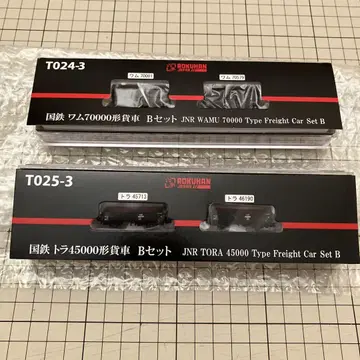 T024-3
ROKUHAN
JAPAN
ワム 70001
ワム 70579
国鉄 ワム70000形貨車 Bセット JNR WAMU 70000 Type Freight Car Set B
T025-3
ROKUHAN
JAPAN
トラ 45713
トラ 46190
国鉄 トラ45000形貨車 Bセット JNR TORA 45000 Type Freight Car Set B